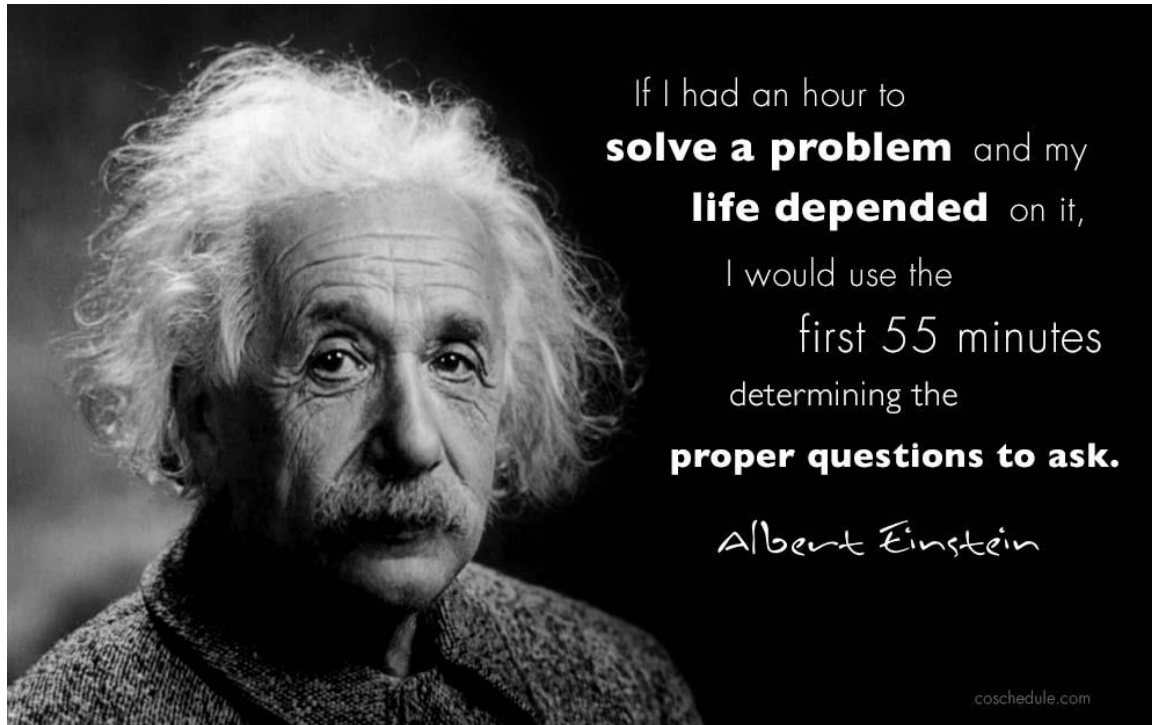 If I had an hour to
solve a problem and my
life depended on it,
I would use the
first 55 minutes
determining the
proper questions to ask.
Albert Einstein
coschedule.com